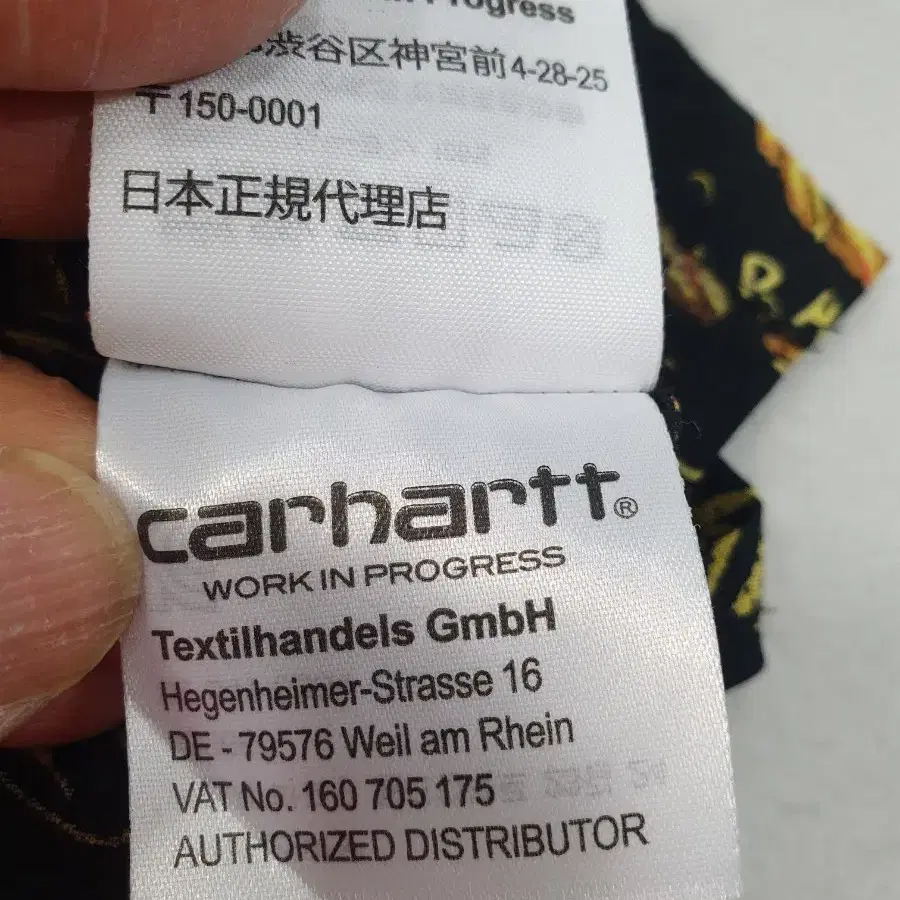 Progress
渋谷区神宮前4-28-25
〒150-0001
日本正規代理店
carhartt®
WORK IN PROGRESS
Textilhandels GmbH
Hegenheimer-Strasse 16
DE - 79576 Weil am Rhein
VAT No. 160 705 175
AUTHORIZED DISTRIBUTOR